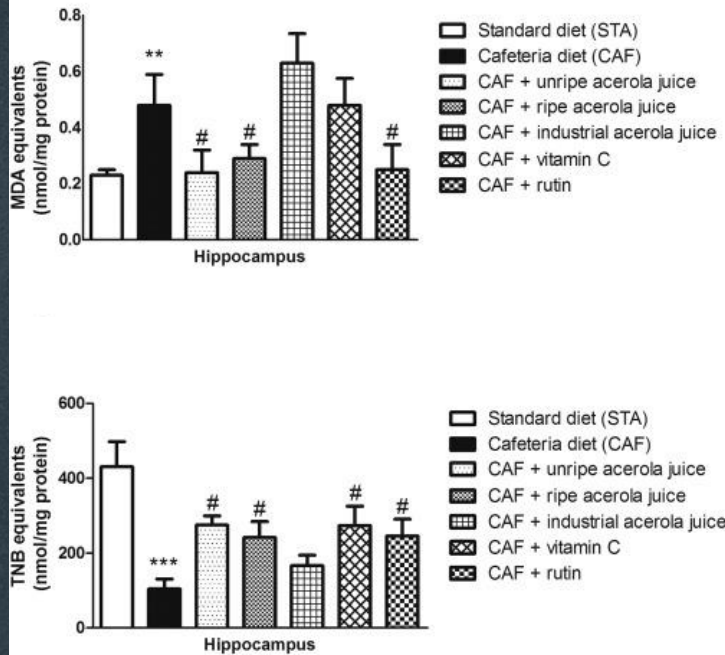 MDA equivalents
(nmol/mg protein)
0.8
0.6
0.4
0.2
0.0
**
#
#
#
Hippocampus
Standard diet (STA)
Cafeteria diet (CAF)
CAF + unripe acerola juice
CAF + ripe acerola juice
CAF + industrial acerola juice
CAF + vitamin C
CAF + rutin
TNB equivalents
(nmol/mg protein)
600
400
200
0
***
#
#
#
#
Hippocampus
Standard diet (STA)
Cafeteria diet (CAF)
CAF + unripe acerola juice
CAF + ripe acerola juice
CAF + industrial acerola juice
CAF + vitamin C
CAF + rutin